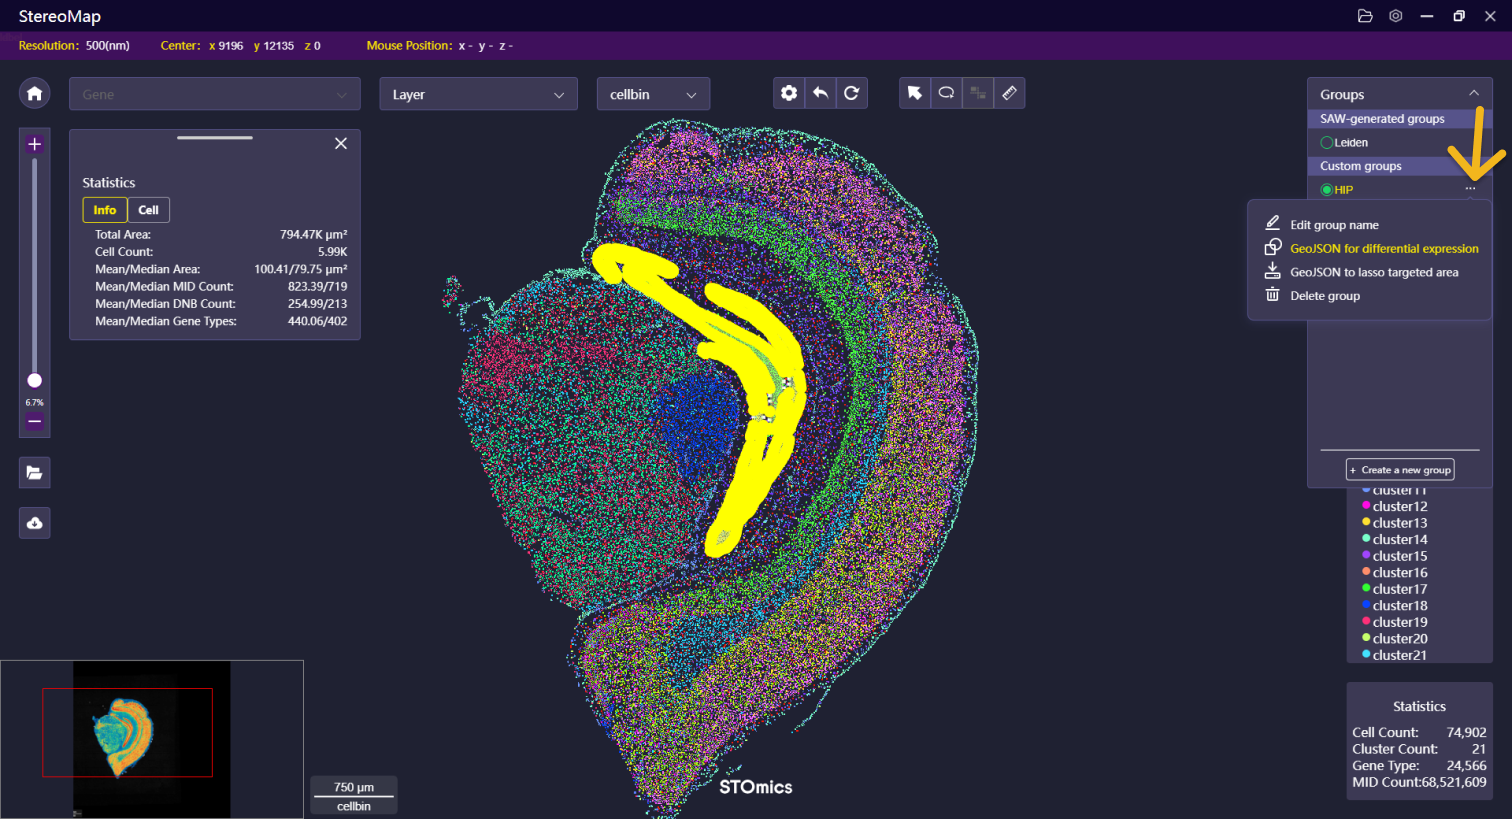 StereoMap
Resolution: 500(nm) Center: x 9196 y 12135 z 0 Mouse Position: x - y - z -
Gene
Layer
cellbin
Statistics
Info Cell
Total Area: 794.47K μm²
Cell Count: 5.99K
Mean/Median Area: 100.41/79.75 μm²
Mean/Median MID Count: 823.39/719
Mean/Median DNB Count: 254.99/213
Mean/Median Gene Types: 440.06/402
6.7%
Groups
SAW-generated groups
Leiden
Custom groups
HIP ...
Edit group name
GeoJSON for differential expression
GeoJSON to lasso targeted area
Delete group
+ Create a new group
cluster11
cluster12
cluster13
cluster14
cluster15
cluster16
cluster17
cluster18
cluster19
cluster20
cluster21
Statistics
Cell Count: 74,902
Cluster Count: 21
Gene Type: 24,566
MID Count:68,521,609
750 μm
cellbin
STOmics